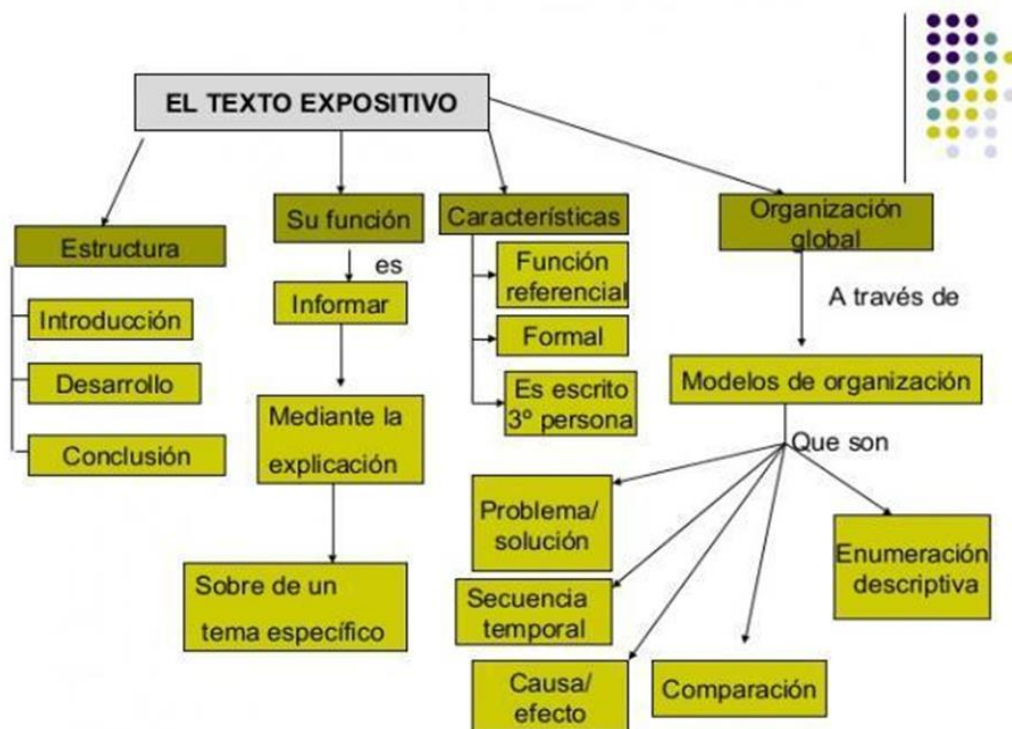 EL TEXTO EXPOSITIVO
Estructura
Introducción
Desarrollo
Conclusión
Su función
es
Informar
Mediante la
explicación
Sobre de un
tema específico
Características
Función
referencial
Formal
Es escrito
3º persona
Organización
global
A través de
Modelos de organización
Que son
Problema/
solución
Secuencia
temporal
Causa/
efecto
Comparación
Enumeración
descriptiva